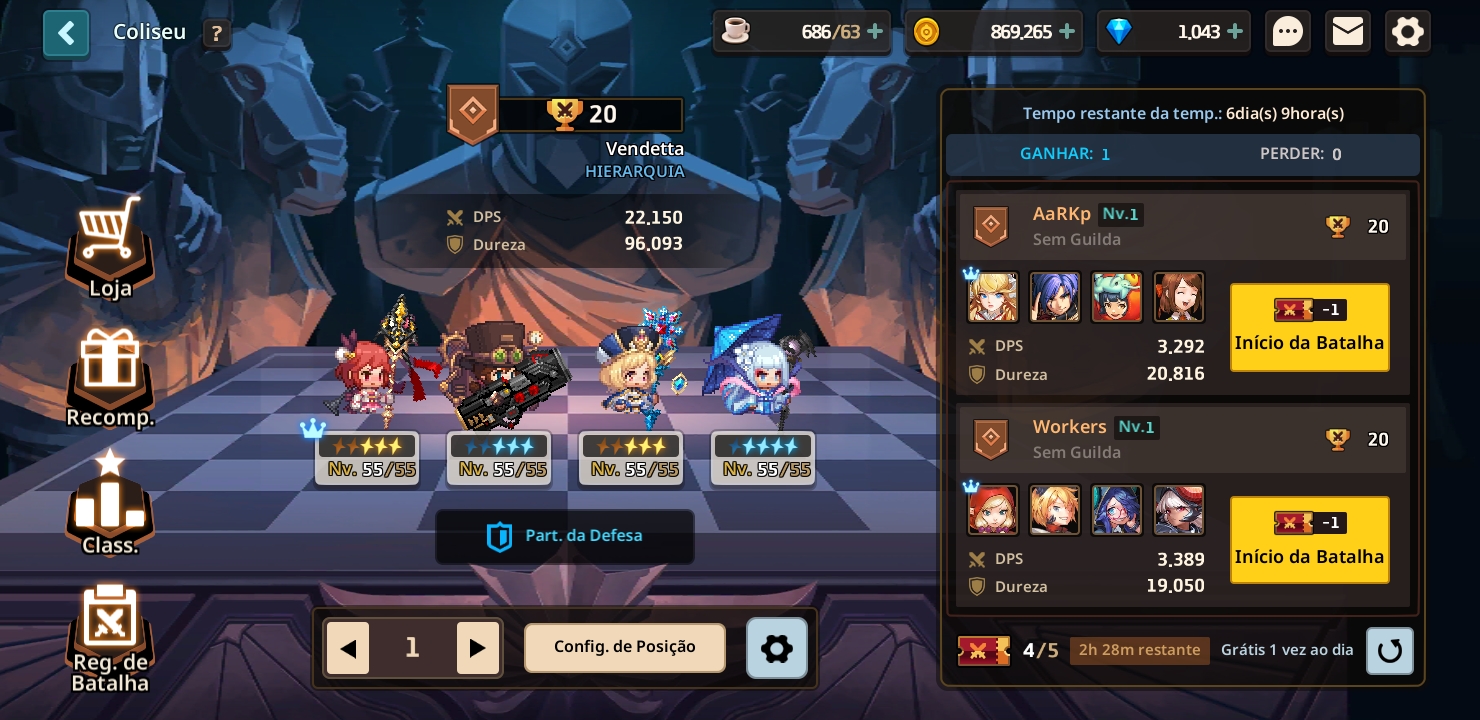 Coliseu ?
686/63
869,265
1,043
20
Vendetta
HIERARQUIA
DPS 22.150
Dureza 96.093
Loja
Recomp.
Class.
Reg. de
Batalha
Nv. 55/55
Nv. 55/55
Nv. 55/55
Nv. 55/55
Part. da Defesa
1
Config. de Posição
Tempo restante da temp.: 6dia(s) 9hora(s)
GANHAR: 1 PERDER: 0
AaRKp Nv.1
Sem Guilda
20
-1
Início da Batalha
DPS 3.292
Dureza 20.816
Workers Nv.1
Sem Guilda
20
-1
Início da Batalha
DPS 3.389
Dureza 19.050
4/5 2h 28m restante Grátis 1 vez ao dia